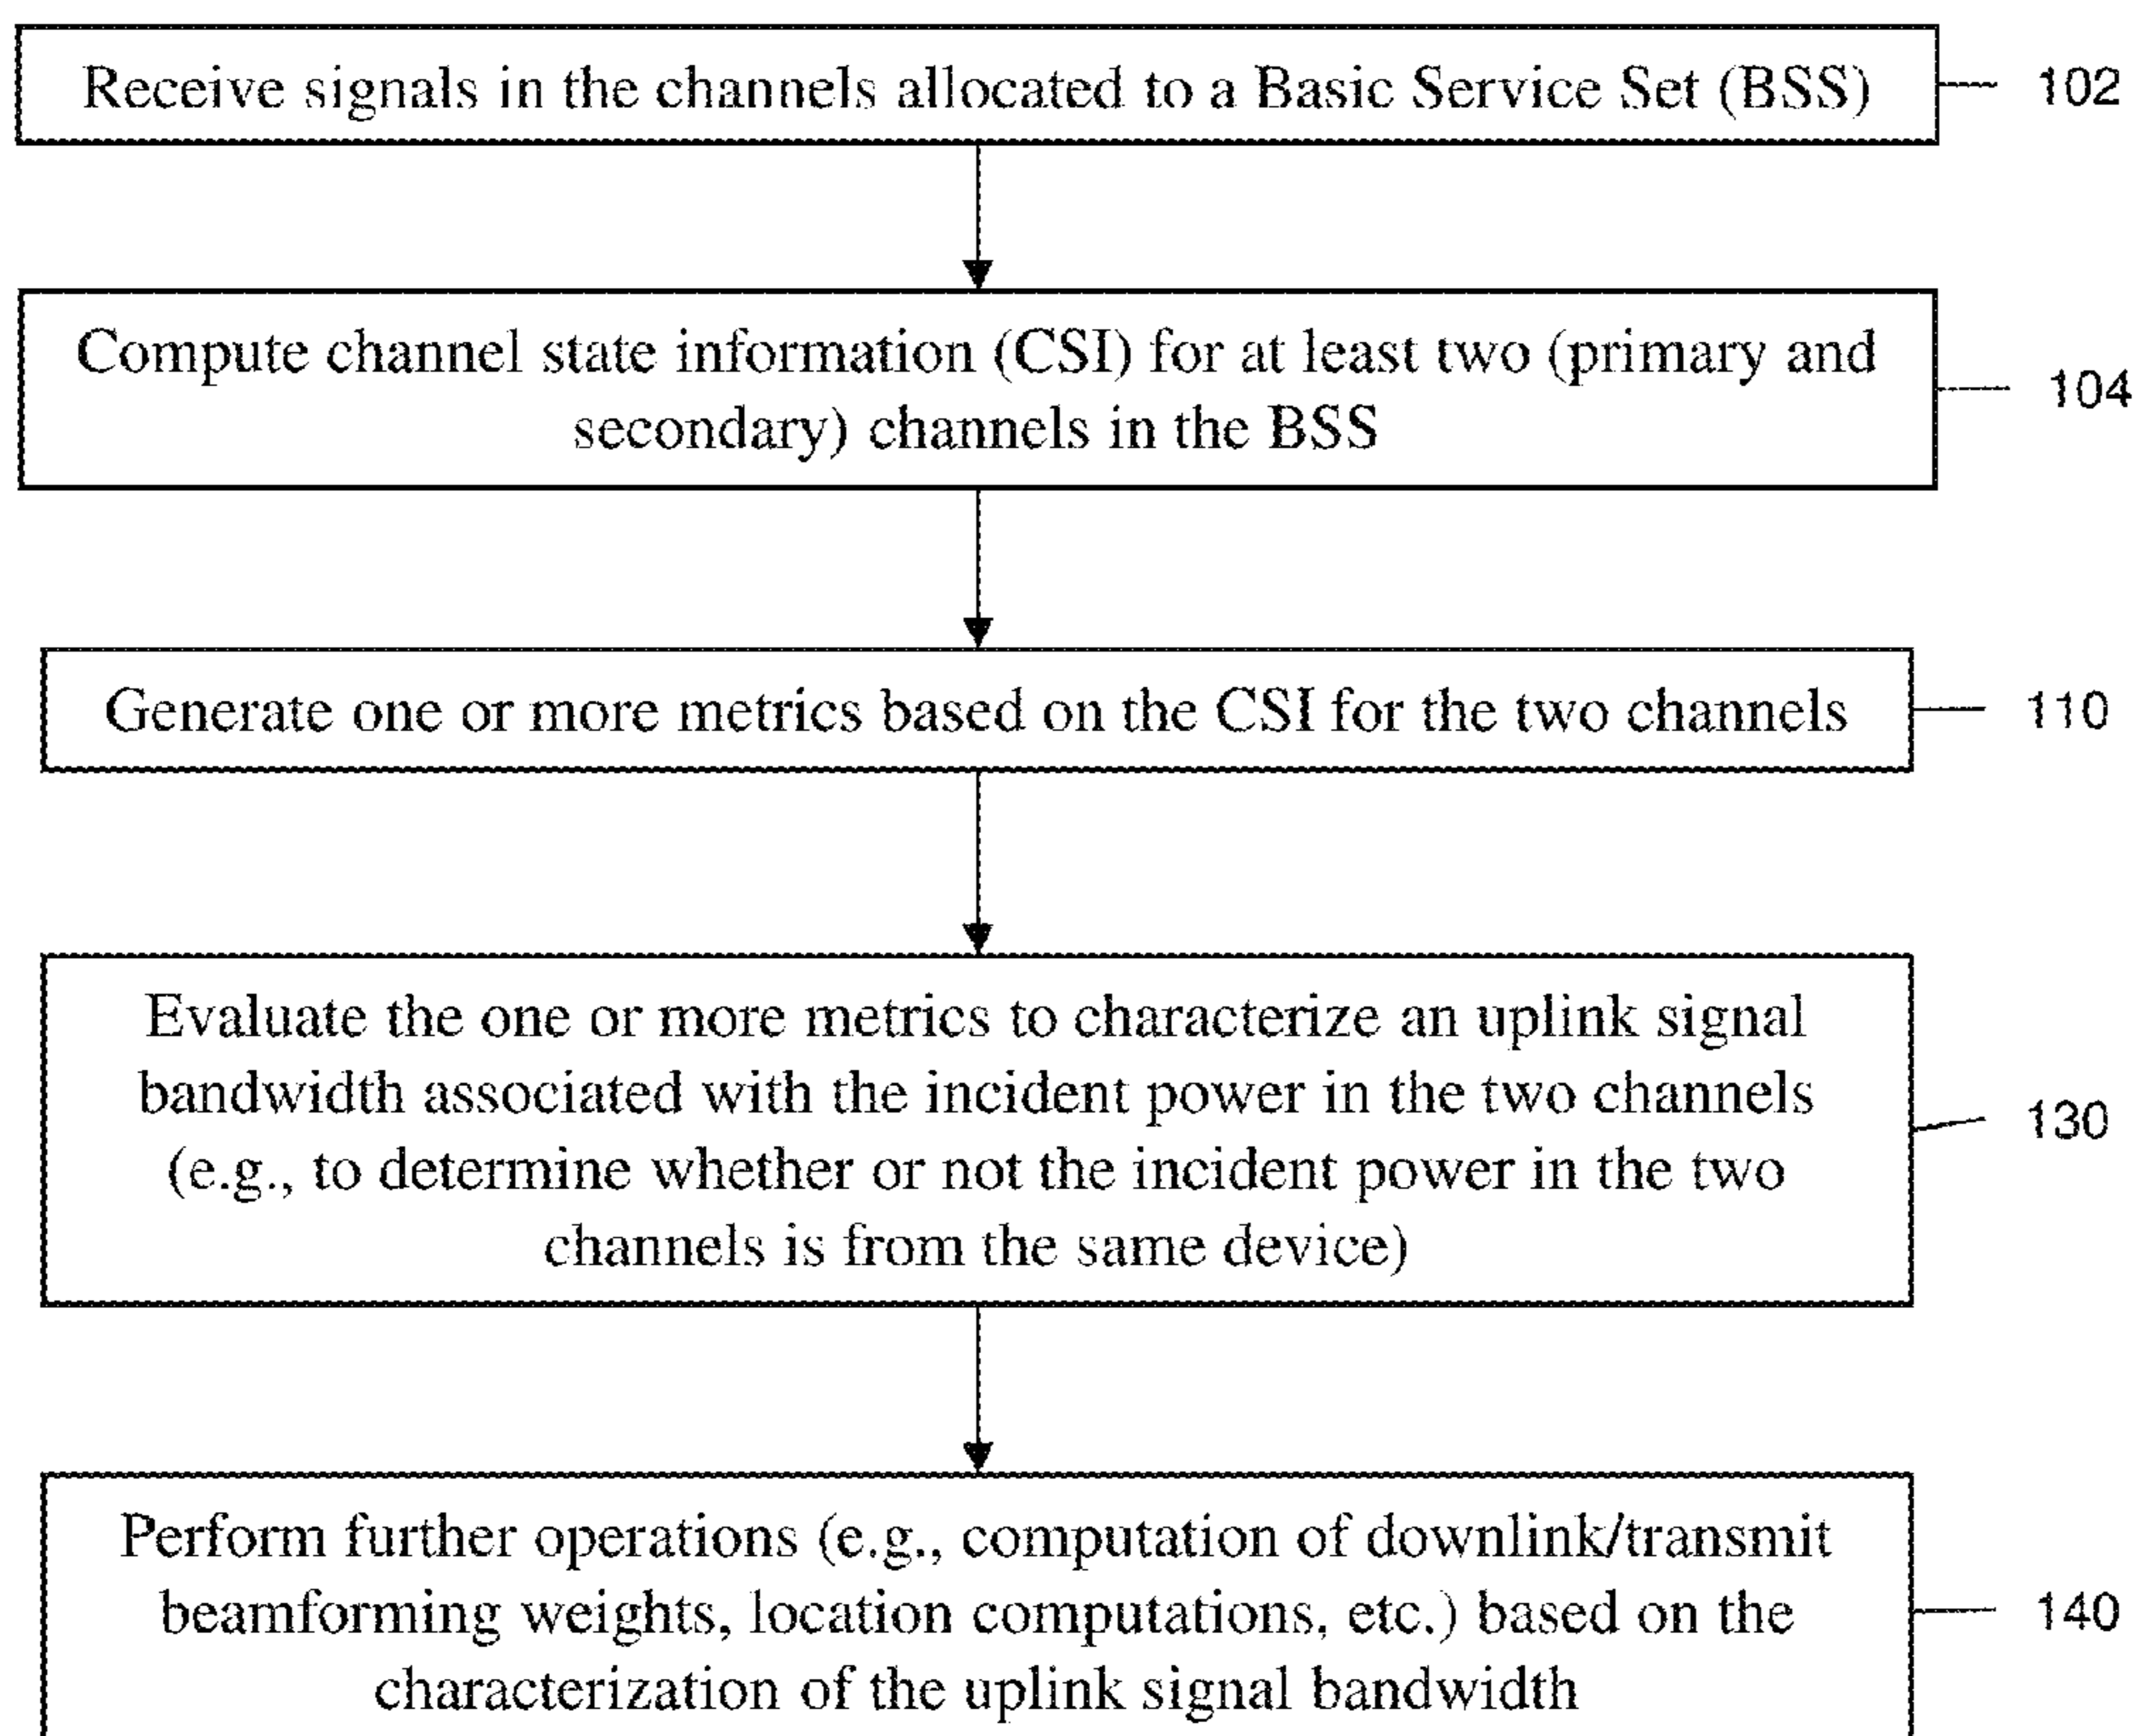 Receive signals in the channels allocated to a Basic Service Set (BSS)
102
Compute channel state information (CSI) for at least two (primary and
secondary) channels in the BSS
104
Generate one or more metrics based on the CSI for the two channels
110
Evaluate the one or more metrics to characterize an uplink signal
bandwidth associated with the incident power in the two channels
(e.g., to determine whether or not the incident power in the two
channels is from the same device)
130
Perform further operations (e.g., computation of downlink/transmit
beamforming weights, location computations, etc.) based on the
characterization of the uplink signal bandwidth
140